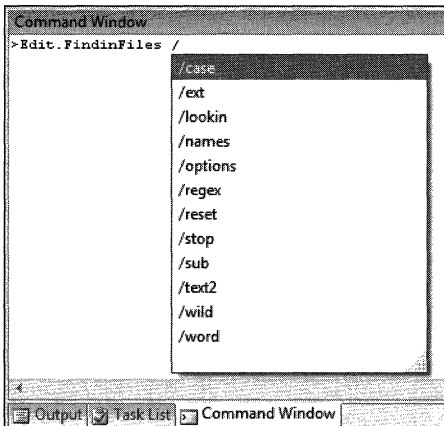 Command Window
>Edit.FindinFiles /
/case
/ext
/lookin
/names
/options
/regex
/reset
/stop
/sub
/text2
/wild
/word
Output Task List Command Window